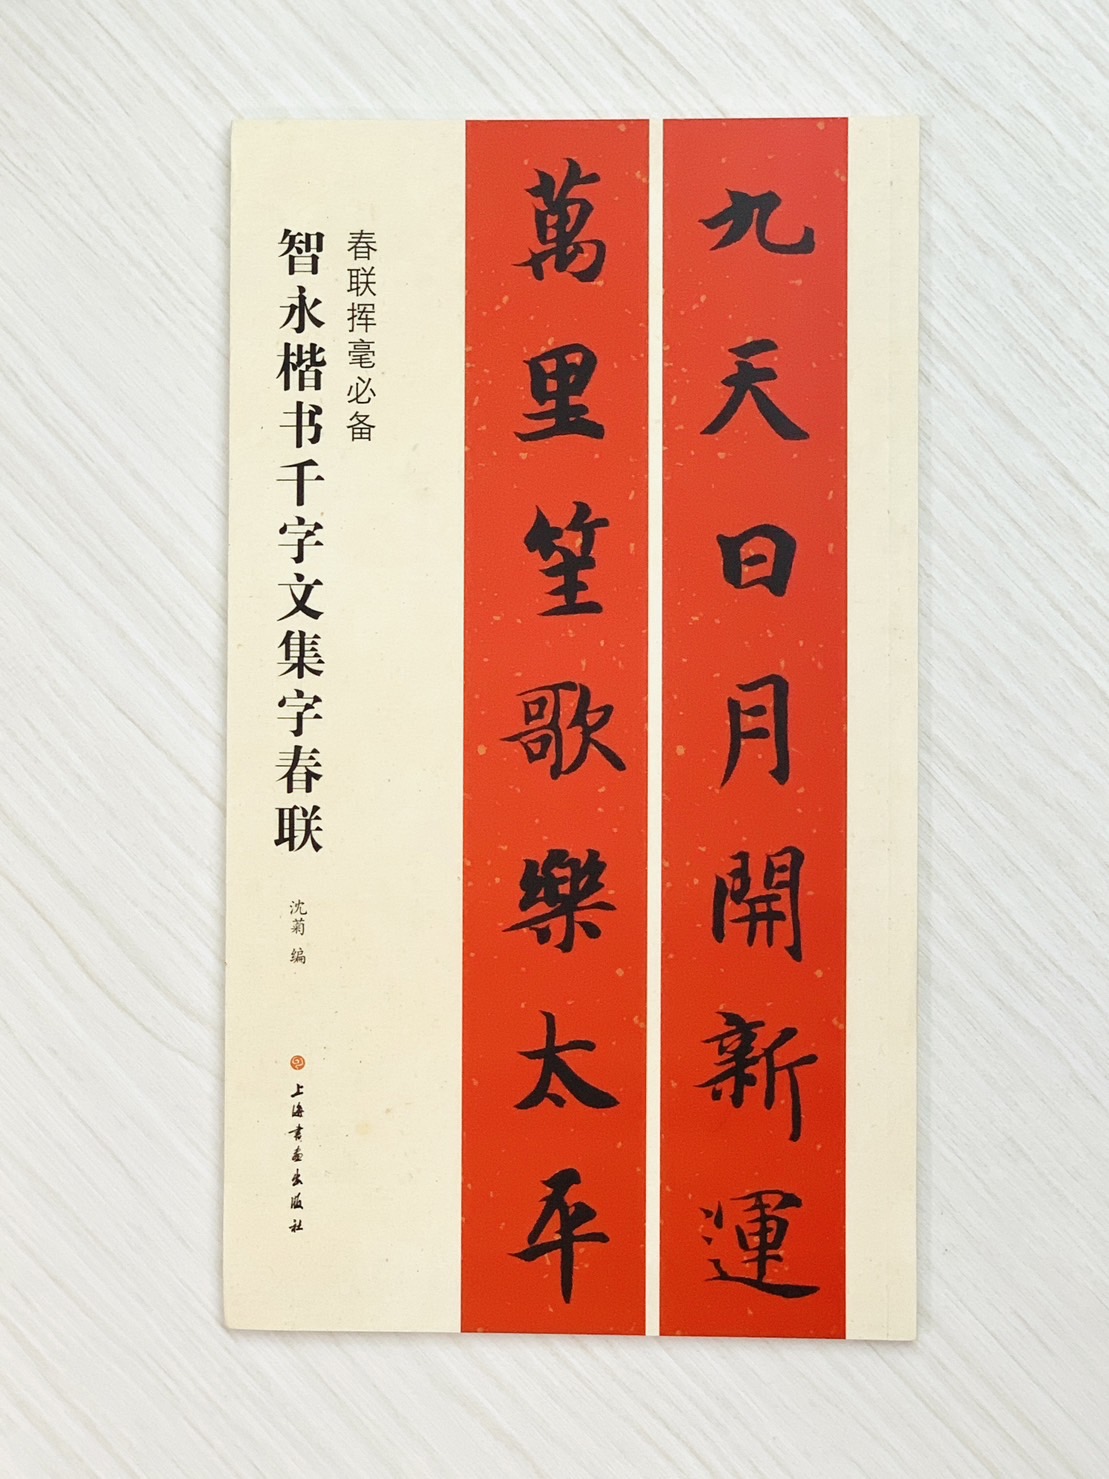 九天日月開新運
萬里笙歌樂太平
春联挥毫必备
智永楷书千字文集字春联
沈菊 编
上海书画出版社